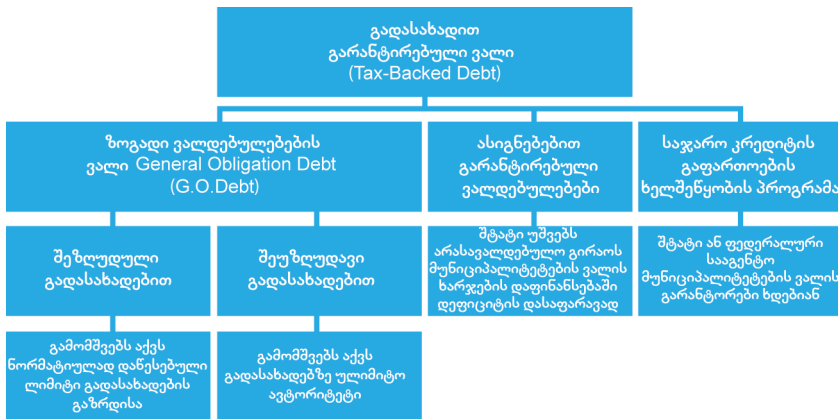 გადასახადით
გარანტირებული ვალი
(Tax-Backed Debt)
ზოგადი ვალდებულებების
ვალი General Obligation Debt
(G.O.Debt)
ასიგნებებით
გარანტირებული
ვალდებულებები
საჯარო კრედიტის
გაფართოების
ხელშეწყობის პროგრამა
შეზღუდული
გადასახადებით
შეუზღუდავი
გადასახადებით
შტატი უშვებს
არასავალდებულო გირაოს
მუნიციპალიტეტების ვალის
ხარჯების დაფინანსებაში
დეფიციტის დასაფარავად
შტატი ან ფედერალური
სააგენტო
მუნიციპალიტეტების ვალის
გარანტორები ხდებიან
გამომშვებს აქვს
ნორმატიულად დაწესებული
ლიმიტი გადასახადების
გაზრდისა
გამომშვებს აქვს
გადასახადებზე ულიმიტო
ავტორიტეტი